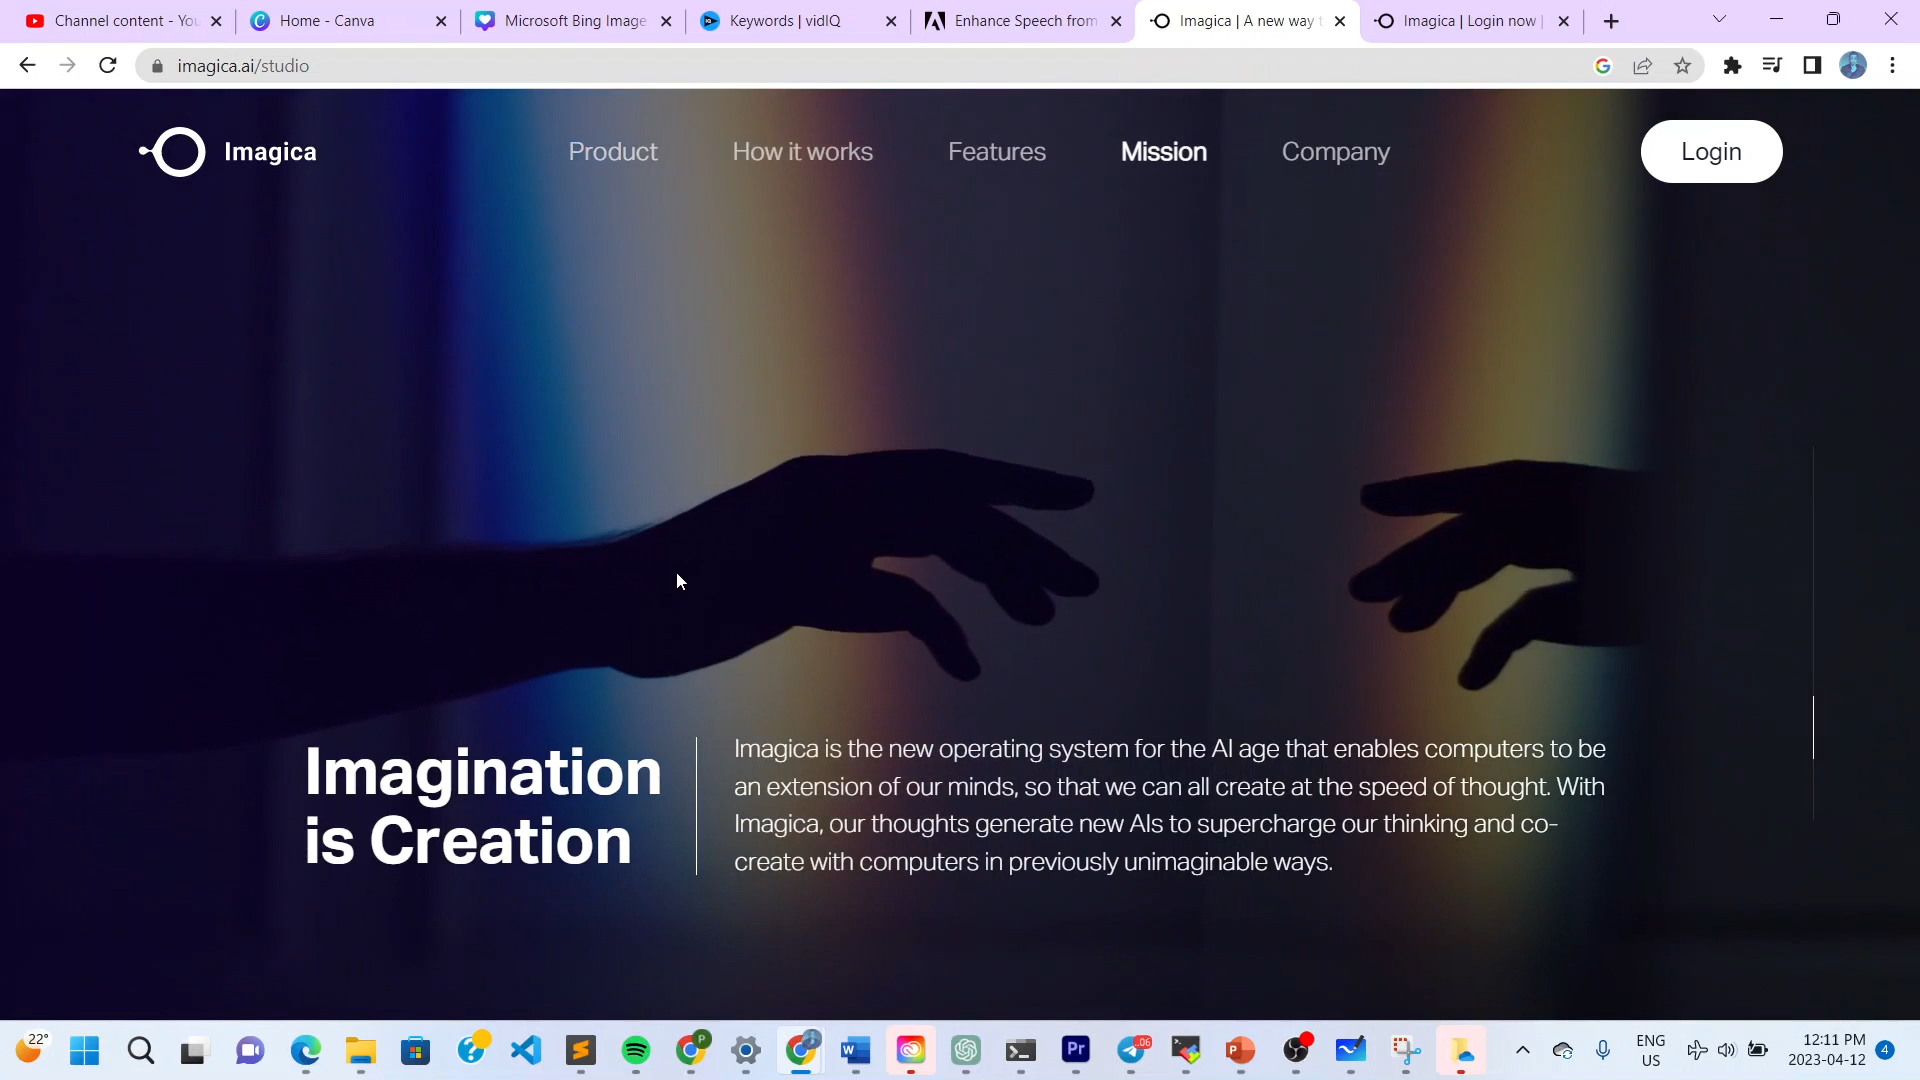 Channel content - You
Home - Canva
Microsoft Bing Image
Keywords | vidIQ
Enhance Speech from
Imagica | A new way t
Imagica | Login now |
imagica.ai/studio
Imagica
Product
How it works
Features
Mission
Company
Login
Imagination
is Creation
Imagica is the new operating system for the AI age that enables computers to be
an extension of our minds, so that we can all create at the speed of thought. With
Imagica, our thoughts generate new AIs to supercharge our thinking and co-
create with computers in previously unimaginable ways.
22°
P
W
Pr
.06
P
ENG
US
12:11 PM
2023-04-12
4